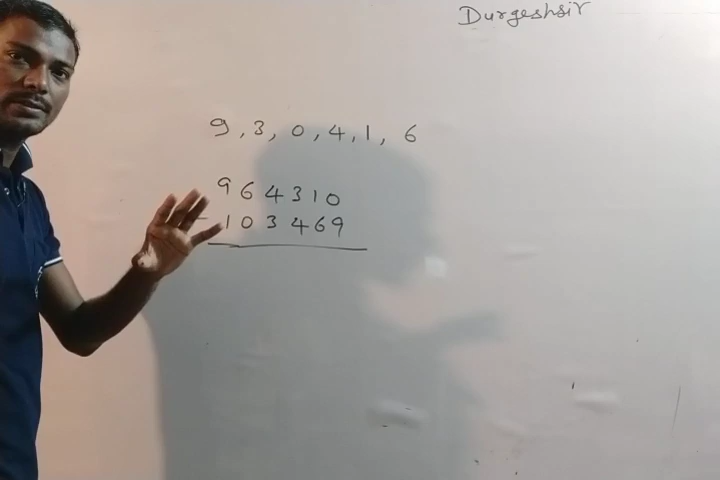 Durgeshsir
9, 3, 0, 4, 1, 6
964310
- 103469